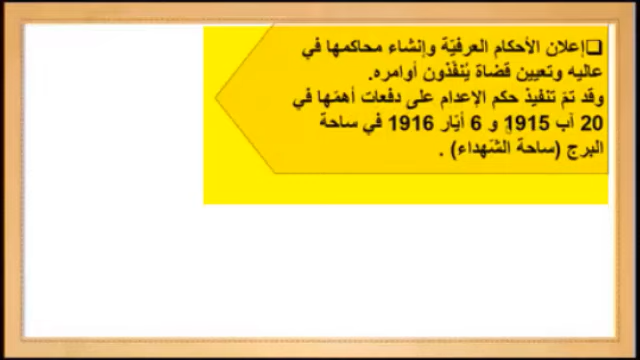 ❑إعلان الأحكام العرفيّة وإنشاء محاكمها في
عاليه وتعيين قضاة يُنفّذون أوامره.
وقد تمّ تنفيذ حكم الإعدام على دفعات أهمّها في
20 آب 1915 و 6 أيّار 1916 في ساحة
البرج (ساحة الشّهداء) .